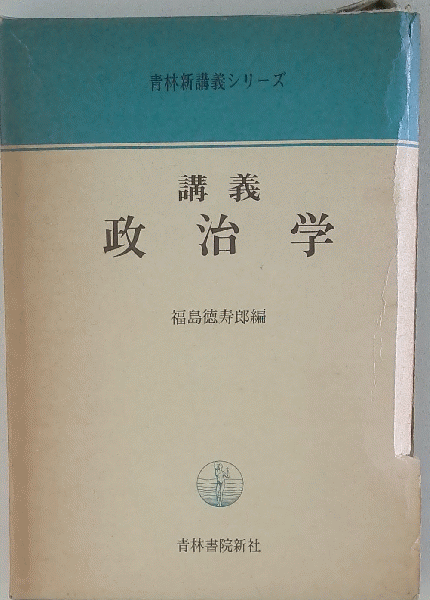 青林新講義シリーズ
講義
政治学
福島徳寿郎編
青林書院新社